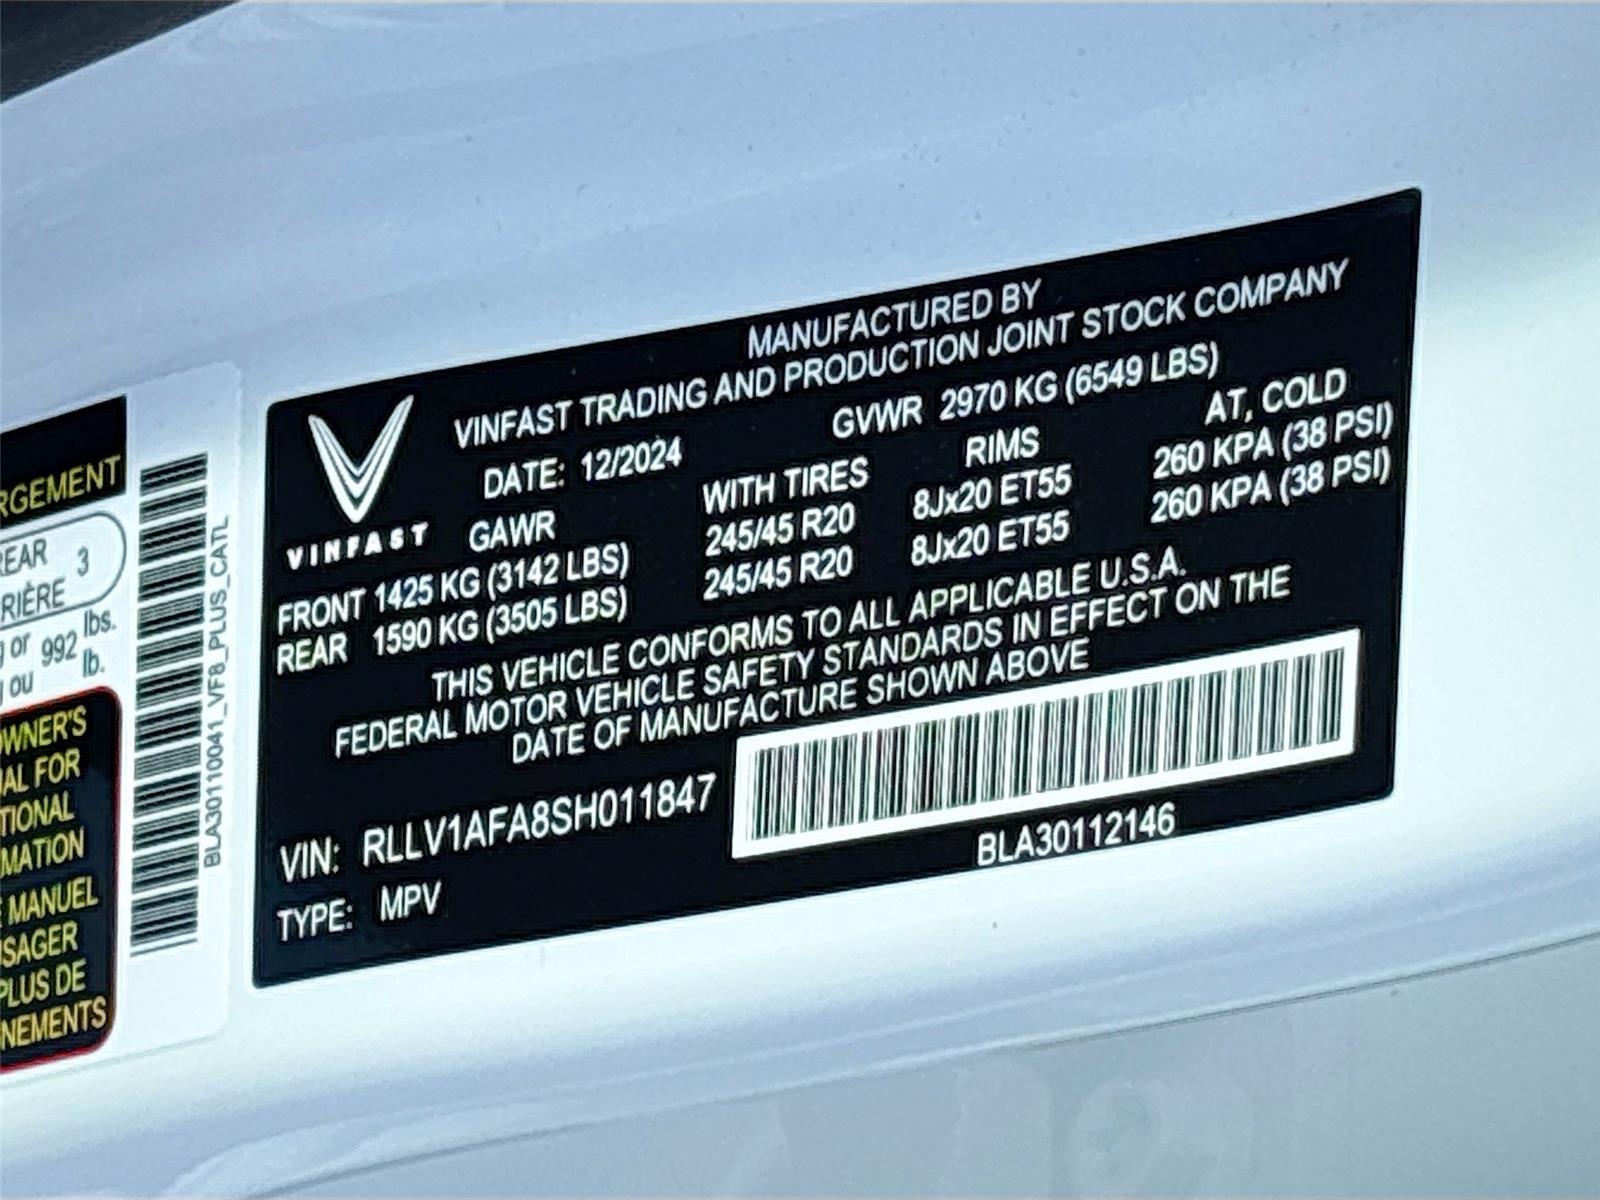 RGEMENT
REAR 3
RIÈRE
or 992 lbs.
ou lb.
OWNER'S
AL FOR
TIONAL
MATION
MANUEL
USAGER
PLUS DE
NEMENTS
BLA30110041_VF8_PLUS_CATL
MANUFACTURED BY
VINFAST TRADING AND PRODUCTION JOINT STOCK COMPANY
DATE: 12/2024 GVWR 2970 KG (6549 LBS)
VINFAST
GAWR WITH TIRES RIMS AT, COLD
FRONT 1425 KG (3142 LBS) 245/45 R20 8Jx20 ET55 260 KPA (38 PSI)
REAR 1590 KG (3505 LBS) 245/45 R20 8Jx20 ET55 260 KPA (38 PSI)
THIS VEHICLE CONFORMS TO ALL APPLICABLE U.S.A.
FEDERAL MOTOR VEHICLE SAFETY STANDARDS IN EFFECT ON THE
DATE OF MANUFACTURE SHOWN ABOVE
VIN: RLLV1AFA8SH011847
BLA30112146
TYPE: MPV